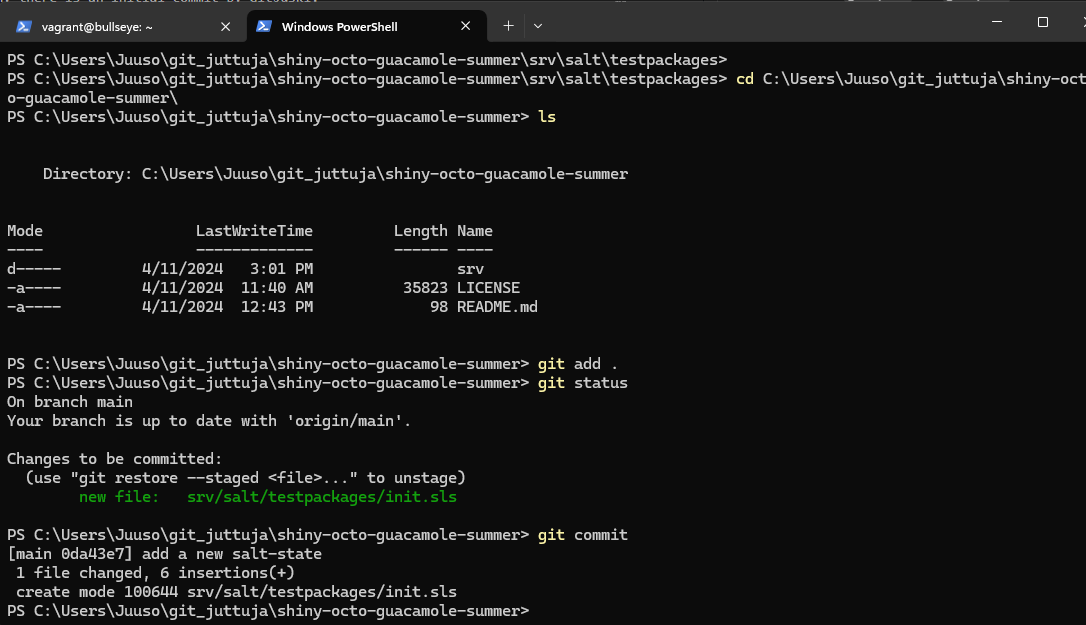 vagrant@bullseye: ~
Windows PowerShell
PS C:\Users\Juuso\git_juttuja\shiny-octo-guacamole-summer\srv\salt\testpackages>
PS C:\Users\Juuso\git_juttuja\shiny-octo-guacamole-summer\srv\salt\testpackages> cd C:\Users\Juuso\git_juttuja\shiny-oct
o-guacamole-summer\
PS C:\Users\Juuso\git_juttuja\shiny-octo-guacamole-summer> ls
Directory: C:\Users\Juuso\git_juttuja\shiny-octo-guacamole-summer
Mode                 LastWriteTime         Length Name
----                 -------------         ------ ----
d-----         4/11/2024   3:01 PM                srv
-a----         4/11/2024  11:40 AM          35823 LICENSE
-a----         4/11/2024  12:43 PM             98 README.md
PS C:\Users\Juuso\git_juttuja\shiny-octo-guacamole-summer> git add .
PS C:\Users\Juuso\git_juttuja\shiny-octo-guacamole-summer> git status
On branch main
Your branch is up to date with 'origin/main'.
Changes to be committed:
  (use "git restore --staged <file>..." to unstage)
        new file:   srv/salt/testpackages/init.sls
PS C:\Users\Juuso\git_juttuja\shiny-octo-guacamole-summer> git commit
[main 0da43e7] add a new salt-state
 1 file changed, 6 insertions(+)
 create mode 100644 srv/salt/testpackages/init.sls
PS C:\Users\Juuso\git_juttuja\shiny-octo-guacamole-summer>